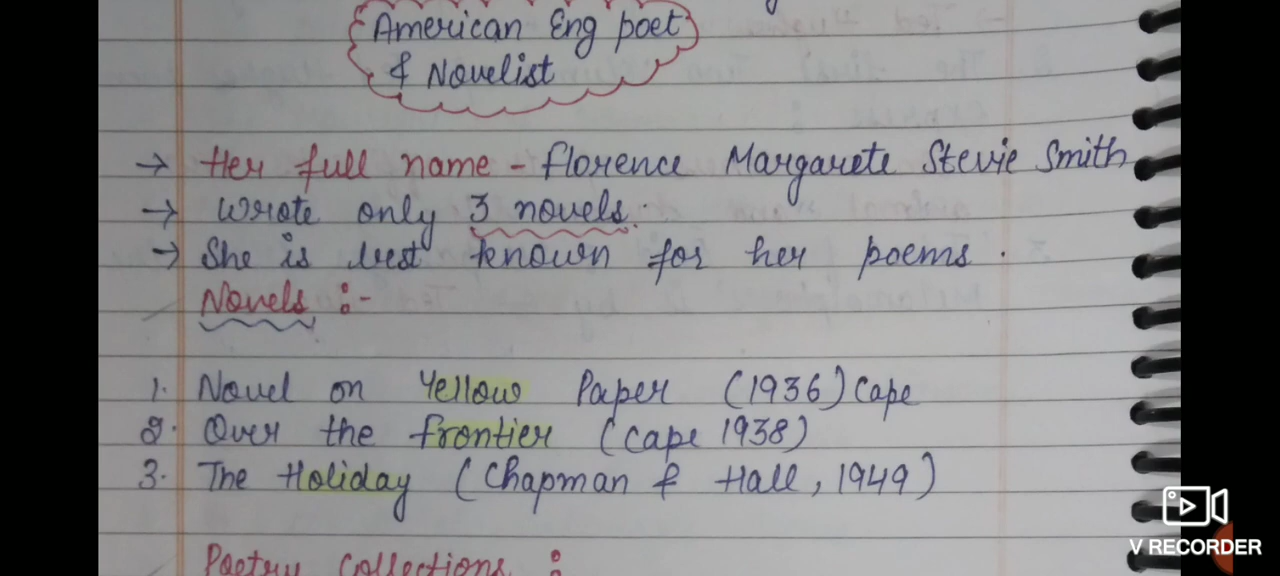 American Eng poet
& Novelist
→ Her full name - Florence Margarete Stevie Smith
→ Wrote only 3 novels.
→ She is best known for her poems.
Novels :-
1. Novel on Yellow Paper (1936) Cape
2. Over the frontier (Cape 1938)
3. The Holiday (Chapman & Hall, 1949)
Poetry Collections :
V RECORDER